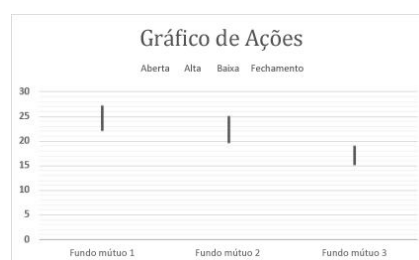 Gráfico de Ações
Aberta Alta Baixa Fechamento
30
25
20
15
10
5
0
Fundo mútuo 1 Fundo mútuo 2 Fundo mútuo 3